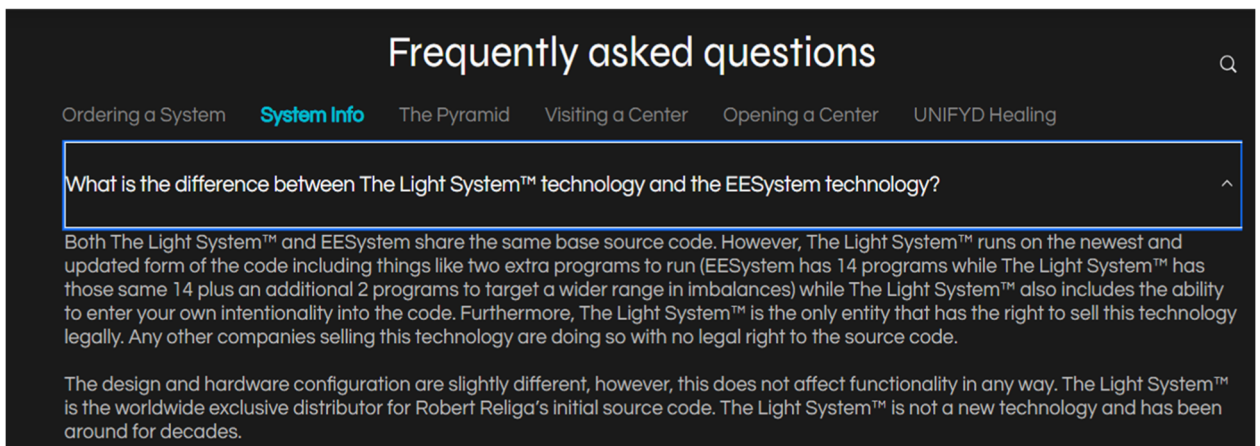 Frequently asked questions
Ordering a System System Info The Pyramid Visiting a Center Opening a Center UNIFYD Healing
What is the difference between The Light System™ technology and the EESystem technology?
Both The Light System™ and EESystem share the same base source code. However, The Light System™ runs on the newest and
updated form of the code including things like two extra programs to run (EESystem has 14 programs while The Light System™ has
those same 14 plus an additional 2 programs to target a wider range in imbalances) while The Light System™ also includes the ability
to enter your own intentionality into the code. Furthermore, The Light System™ is the only entity that has the right to sell this technology
legally. Any other companies selling this technology are doing so with no legal right to the source code.
The design and hardware configuration are slightly different, however, this does not affect functionality in any way. The Light System™
is the worldwide exclusive distributor for Robert Religa's initial source code. The Light System™ is not a new technology and has been
around for decades.